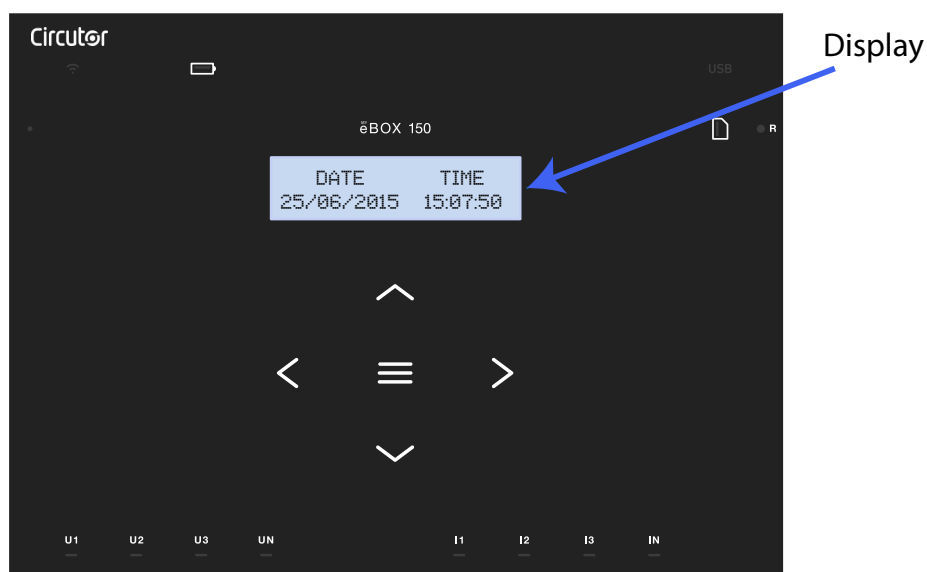 Circutor
Display
USB
MYeBOX 150
R
DATE TIME
25/06/2015 15:07:50
U1 U2 U3 UN I1 I2 I3 IN